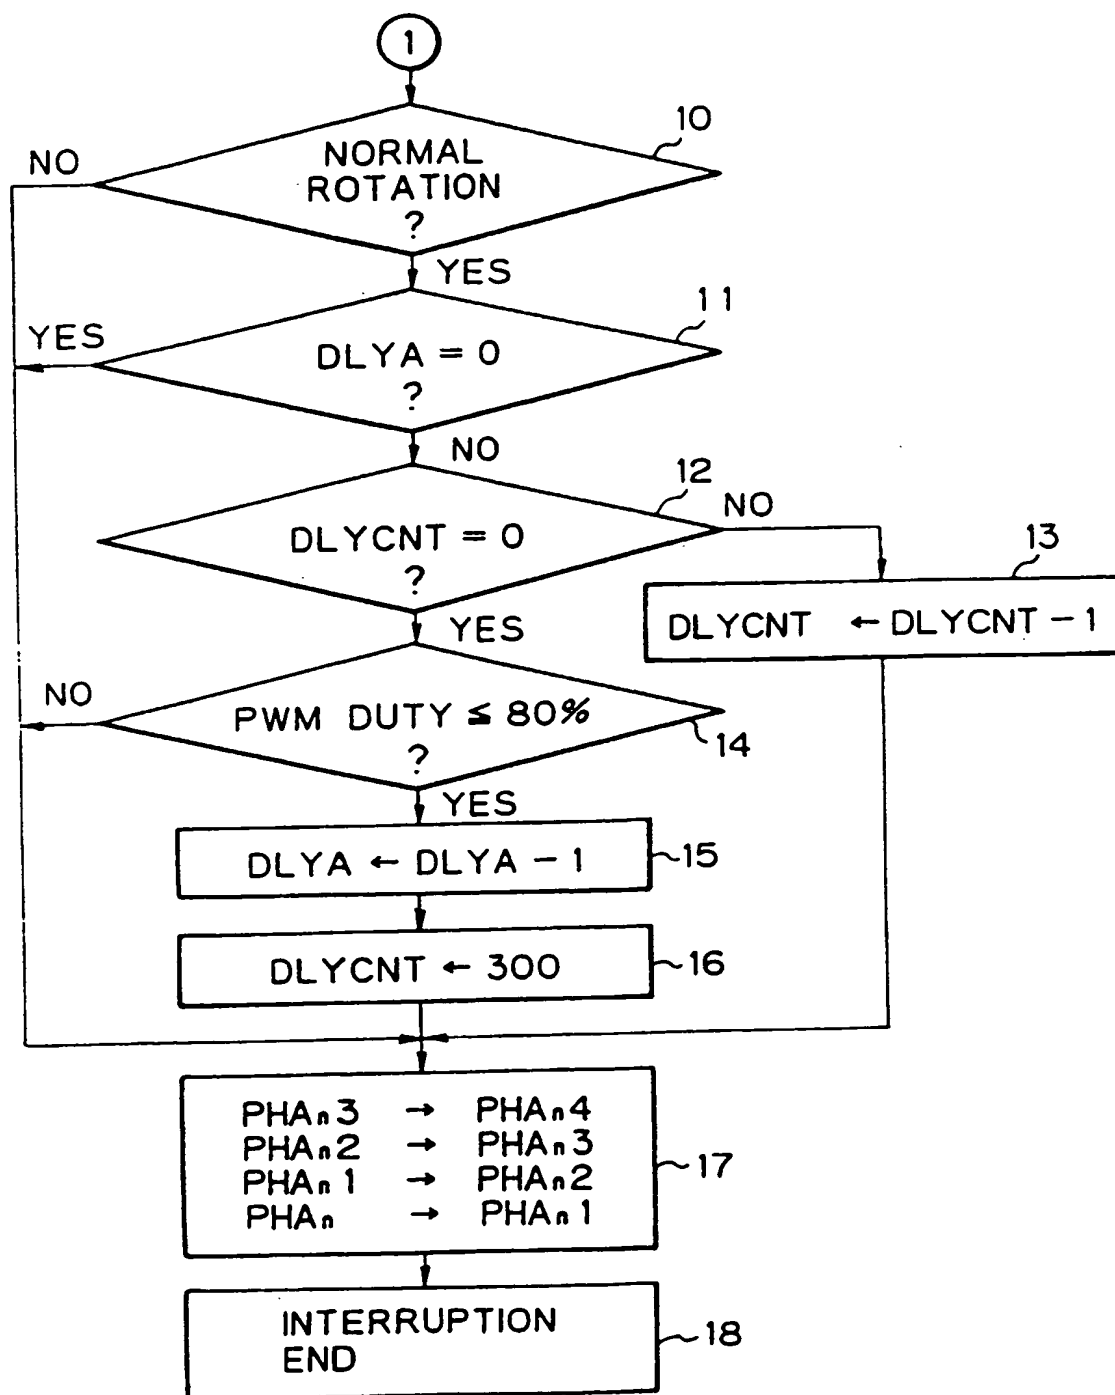 1
10
NO
NORMAL
ROTATION
?
YES
11
YES
DLYA = 0
?
NO
12
NO
DLYCNT = 0
?
13
DLYCNT ← DLYCNT - 1
YES
NO
PWM DUTY ≤ 80%
?
14
YES
DLYA ← DLYA - 1
15
DLYCNT ← 300
16
PHAn3 → PHAn4
PHAn2 → PHAn3
PHAn1 → PHAn2
PHAn → PHAn1
17
INTERRUPTION
END
18